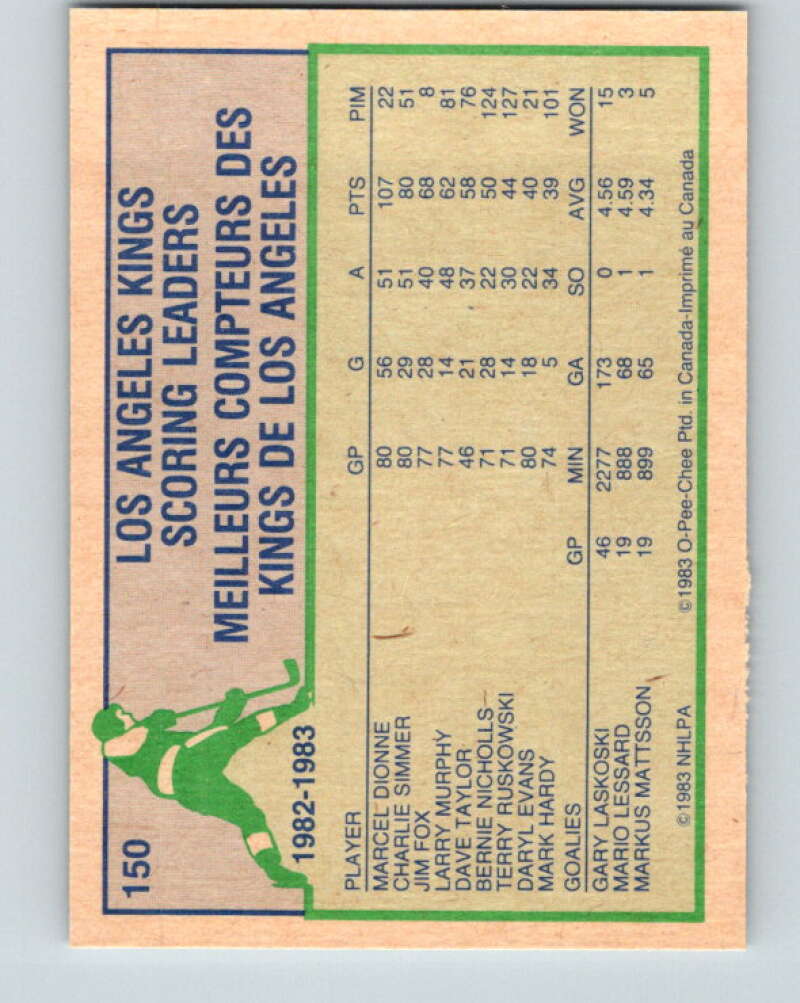 150
LOS ANGELES KINGS
SCORING LEADERS
MEILLEURS COMPTEURS DES
KINGS DE LOS ANGELES
1982-1983
PLAYER GP G A PTS PIM
MARCEL DIONNE 80 56 51 107 22
CHARLIE SIMMER 80 29 51 80 51
JIM FOX 77 28 40 68 8
LARRY MURPHY 77 14 48 62 81
DAVE TAYLOR 46 21 37 58 76
BERNIE NICHOLLS 71 28 22 50 124
TERRY RUSKOWSKI 71 14 30 44 127
DARYL EVANS 80 18 22 40 21
MARK HARDY 74 5 34 39 101
GOALIES GP MIN GA SO AVG WON
GARY LASKOSKI 46 2277 173 0 4.56 15
MARIO LESSARD 19 888 68 1 4.59 3
MARKUS MATTSSON 19 899 65 1 4.34 5
©1983 NHLPA ©1983 O-Pee-Chee Ptd. in Canada-Imprimé au Canada